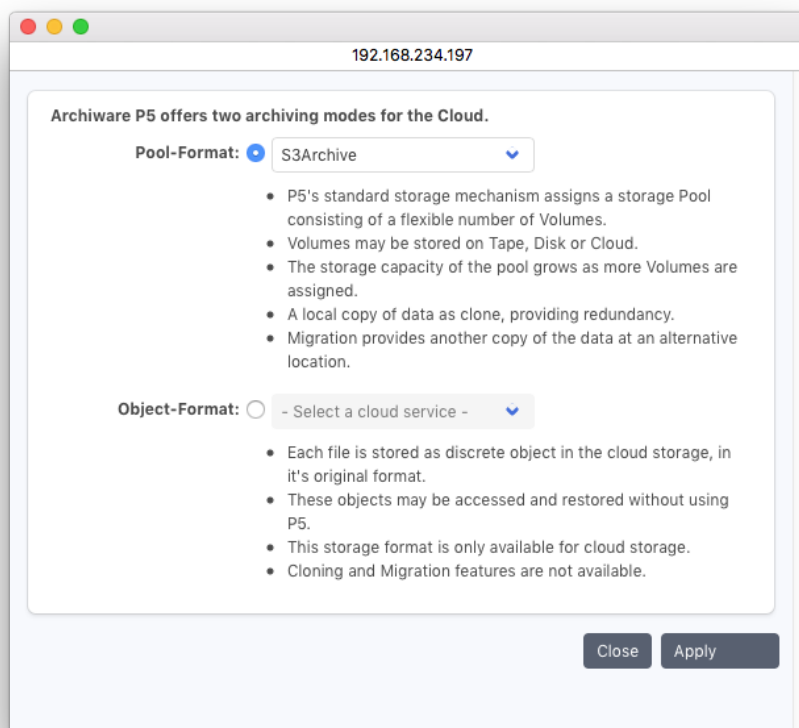 192.168.234.197
Archiware P5 offers two archiving modes for the Cloud.
Pool-Format: S3Archive
P5's standard storage mechanism assigns a storage Pool
consisting of a flexible number of Volumes.
Volumes may be stored on Tape, Disk or Cloud.
The storage capacity of the pool grows as more Volumes are
assigned.
A local copy of data as clone, providing redundancy.
Migration provides another copy of the data at an alternative
location.
Object-Format: - Select a cloud service -
Each file is stored as discrete object in the cloud storage, in
it's original format.
These objects may be accessed and restored without using
P5.
This storage format is only available for cloud storage.
Cloning and Migration features are not available.
Close Apply